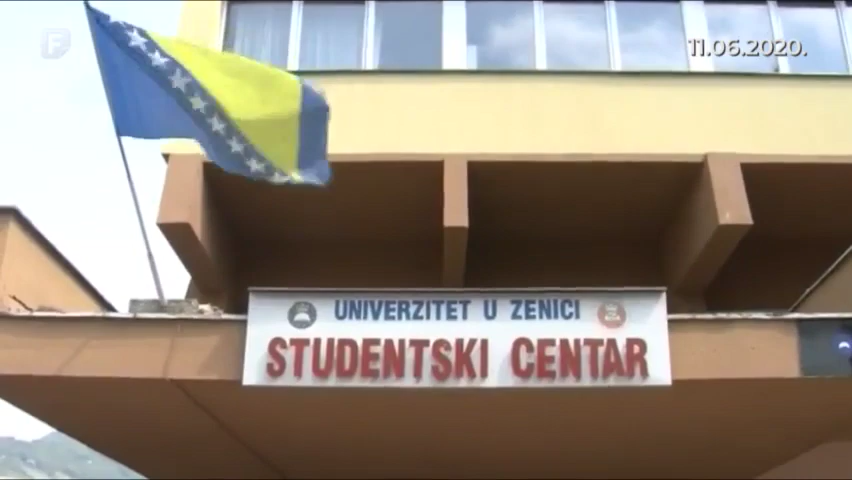 F
11.06.2020.
UNIVERZITET U ZENICI
STUDENTSKI CENTAR